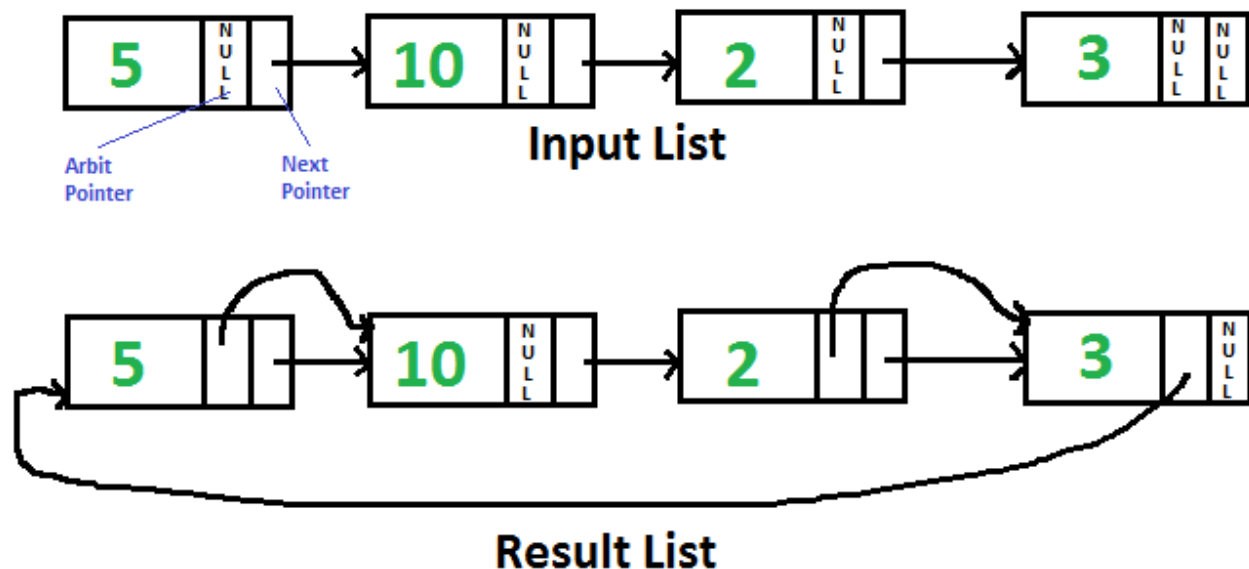 5 NULL 10 NULL 2 NULL 3 NULL NULL
Arbit
Pointer
Next
Pointer
Input List
5 10 NULL 2 3 NULL
Result List